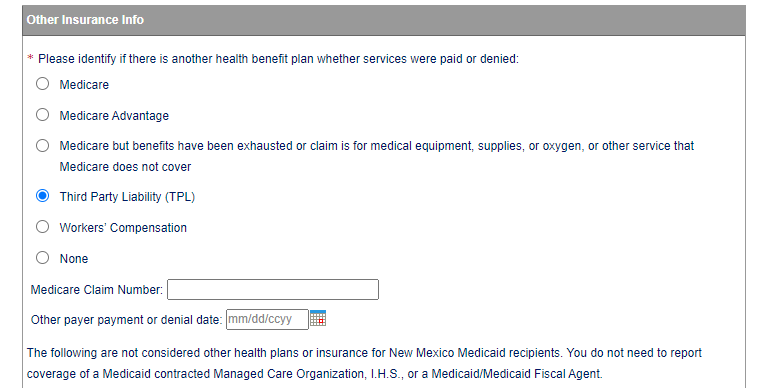 Other Insurance Info
* Please identify if there is another health benefit plan whether services were paid or denied:
Medicare
Medicare Advantage
Medicare but benefits have been exhausted or claim is for medical equipment, supplies, or oxygen, or other service that
Medicare does not cover
Third Party Liability (TPL)
Workers' Compensation
None
Medicare Claim Number:
Other payer payment or denial date: mm/dd/ccyy
The following are not considered other health plans or insurance for New Mexico Medicaid recipients. You do not need to report
coverage of a Medicaid contracted Managed Care Organization, I.H.S., or a Medicaid/Medicaid Fiscal Agent.